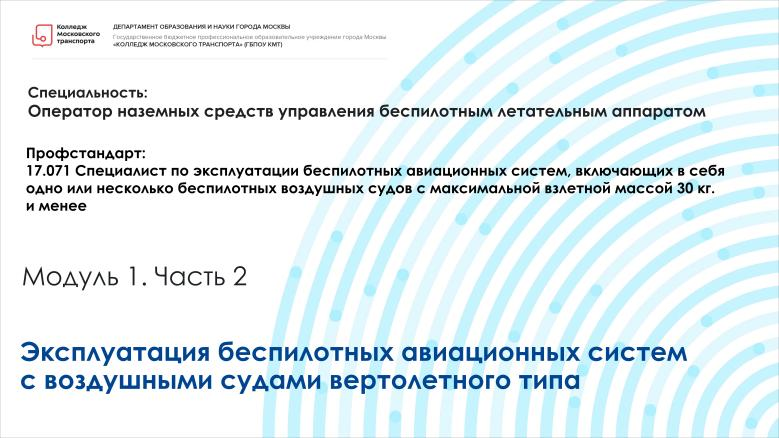 Колледж
Московского
транспорта
ДЕПАРТАМЕНТ ОБРАЗОВАНИЯ И НАУКИ ГОРОДА МОСКВЫ
Государственное бюджетное профессиональное образовательное учреждение города Москвы
«КОЛЛЕДЖ МОСКОВСКОГО ТРАНСПОРТА» (ГБПОУ КМТ)
Специальность:
Оператор наземных средств управления беспилотным летательным аппаратом
Профстандарт:
17.071 Специалист по эксплуатации беспилотных авиационных систем, включающих в себя
одно или несколько беспилотных воздушных судов с максимальной взлетной массой 30 кг.
и менее
Модуль 1. Часть 2
Эксплуатация беспилотных авиационных систем
с воздушными судами вертолетного типа